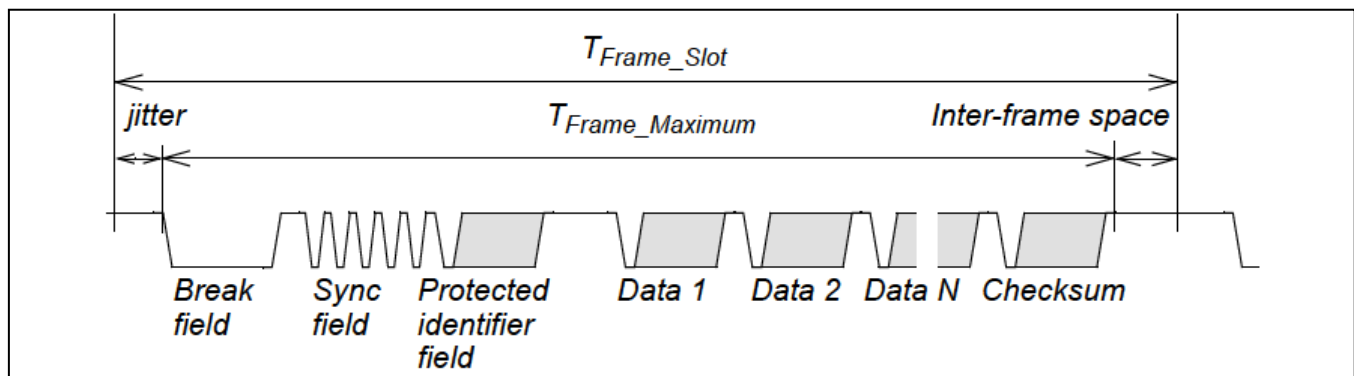 T_Frame_Slot
jitter
T_Frame_Maximum
Inter-frame space
Break
field
Sync
field
Protected
identifier
field
Data 1
Data 2
Data N
Checksum